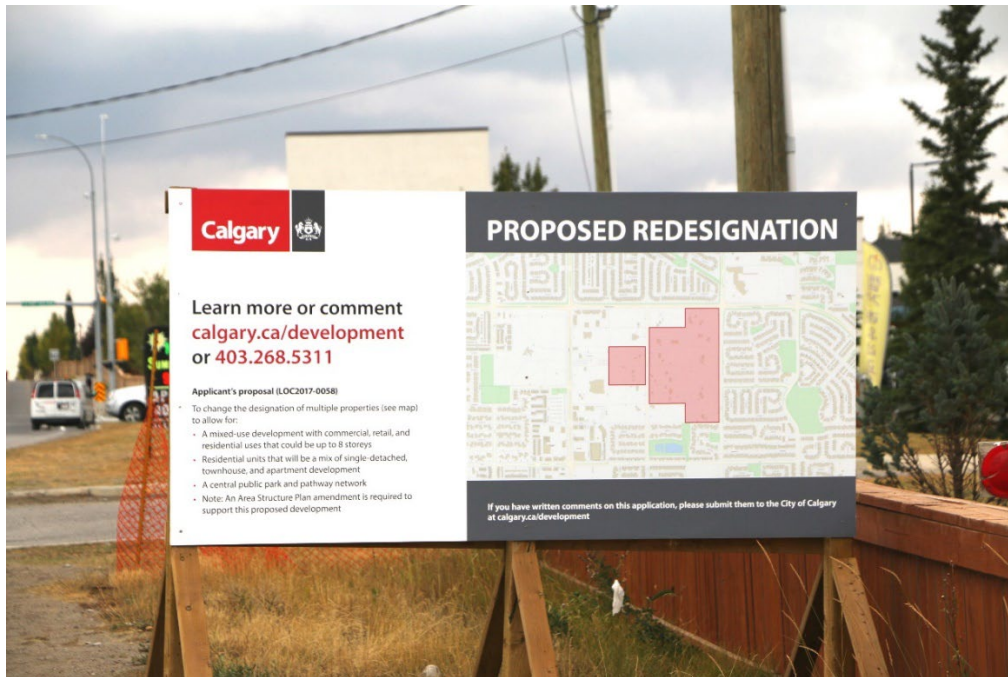 Calgary
PROPOSED REDESIGNATION
Learn more or comment
calgary.ca/development
or 403.268.5311
Applicant's proposal (LOC2017-0058)
To change the designation of multiple properties (see map)
to allow for:
• A mixed-use development with commercial, retail, and
residential uses that could be up to 8 storeys
• Residential units that will be a mix of single-detached,
townhouse, and apartment development
• A central public park and pathway network
• Note: An Area Structure Plan amendment is required to
support this proposed development
If you have written comments on this application, please submit them to the City of Calgary
at calgary.ca/development